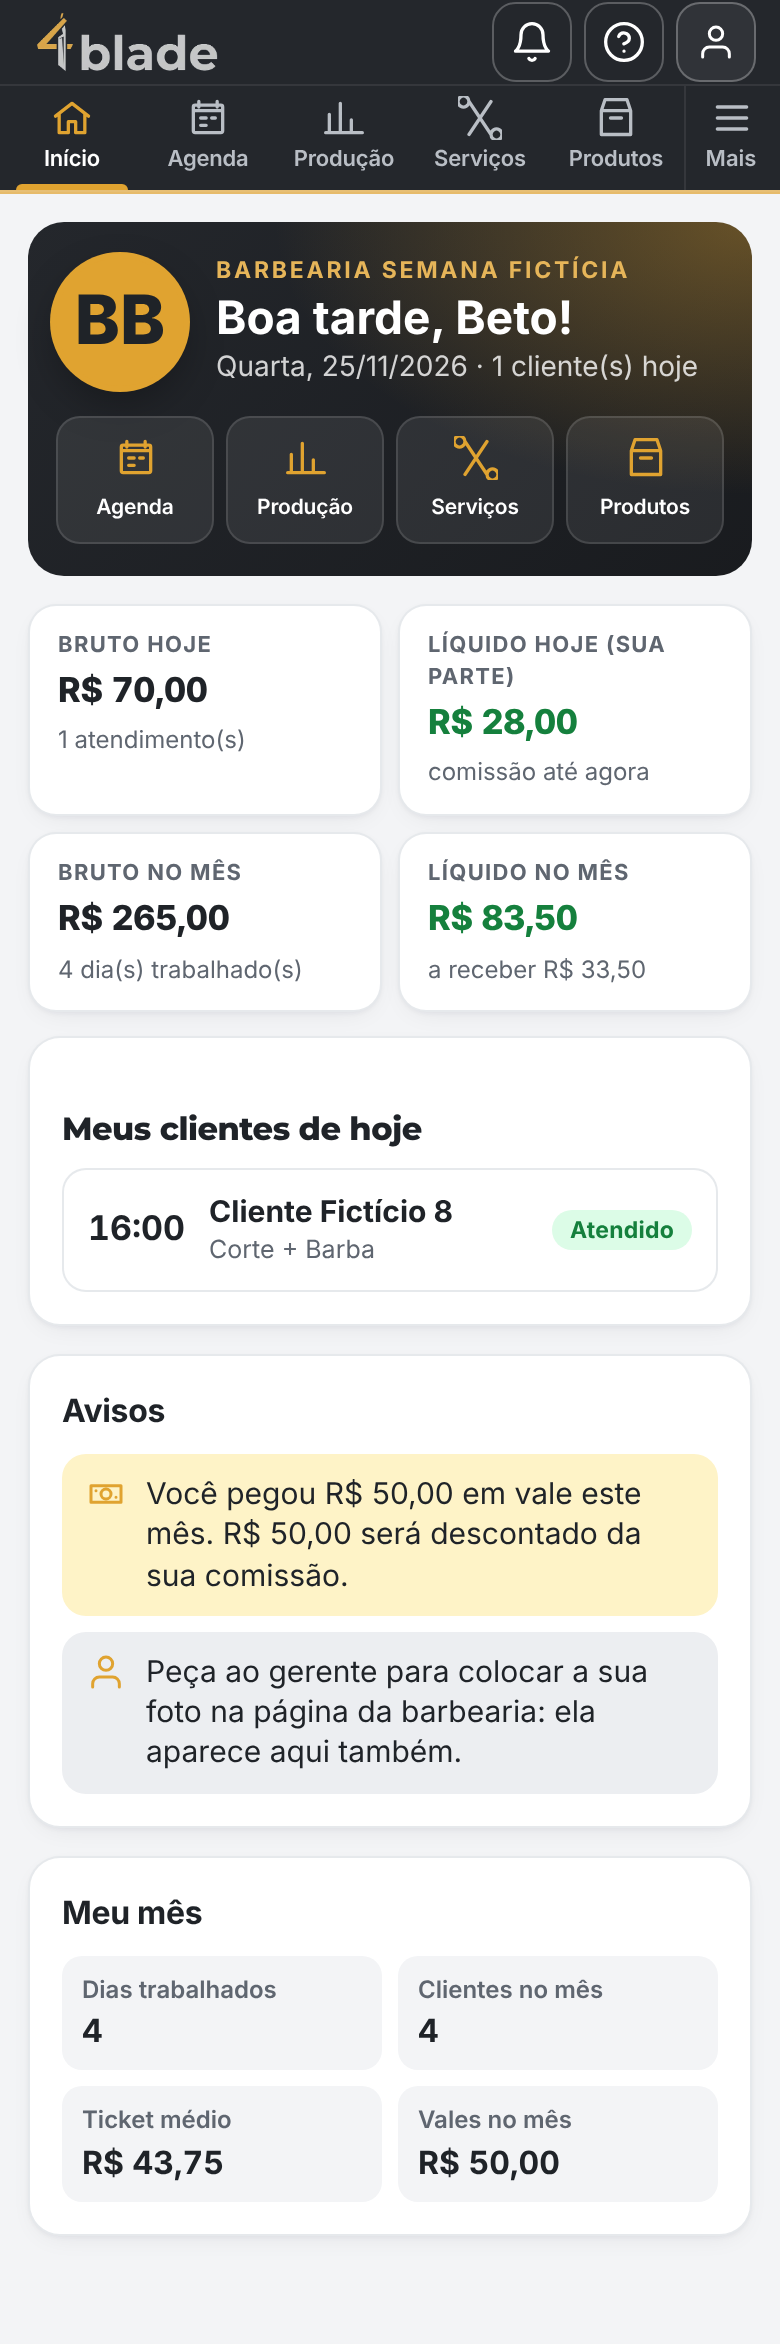 4blade
Início
Agenda
Produção
Serviços
Produtos
Mais
BB
BARBEARIA SEMANA FICTÍCIA
Boa tarde, Beto!
Quarta, 25/11/2026 · 1 cliente(s) hoje
Agenda
Produção
Serviços
Produtos
BRUTO HOJE
R$ 70,00
1 atendimento(s)
LÍQUIDO HOJE (SUA
PARTE)
R$ 28,00
comissão até agora
BRUTO NO MÊS
R$ 265,00
4 dia(s) trabalhado(s)
LÍQUIDO NO MÊS
R$ 83,50
a receber R$ 33,50
Meus clientes de hoje
16:00
Cliente Fictício 8
Corte + Barba
Atendido
Avisos
Você pegou R$ 50,00 em vale este
mês. R$ 50,00 será descontado da
sua comissão.
Peça ao gerente para colocar a sua
foto na página da barbearia: ela
aparece aqui também.
Meu mês
Dias trabalhados
4
Clientes no mês
4
Ticket médio
R$ 43,75
Vales no mês
R$ 50,00